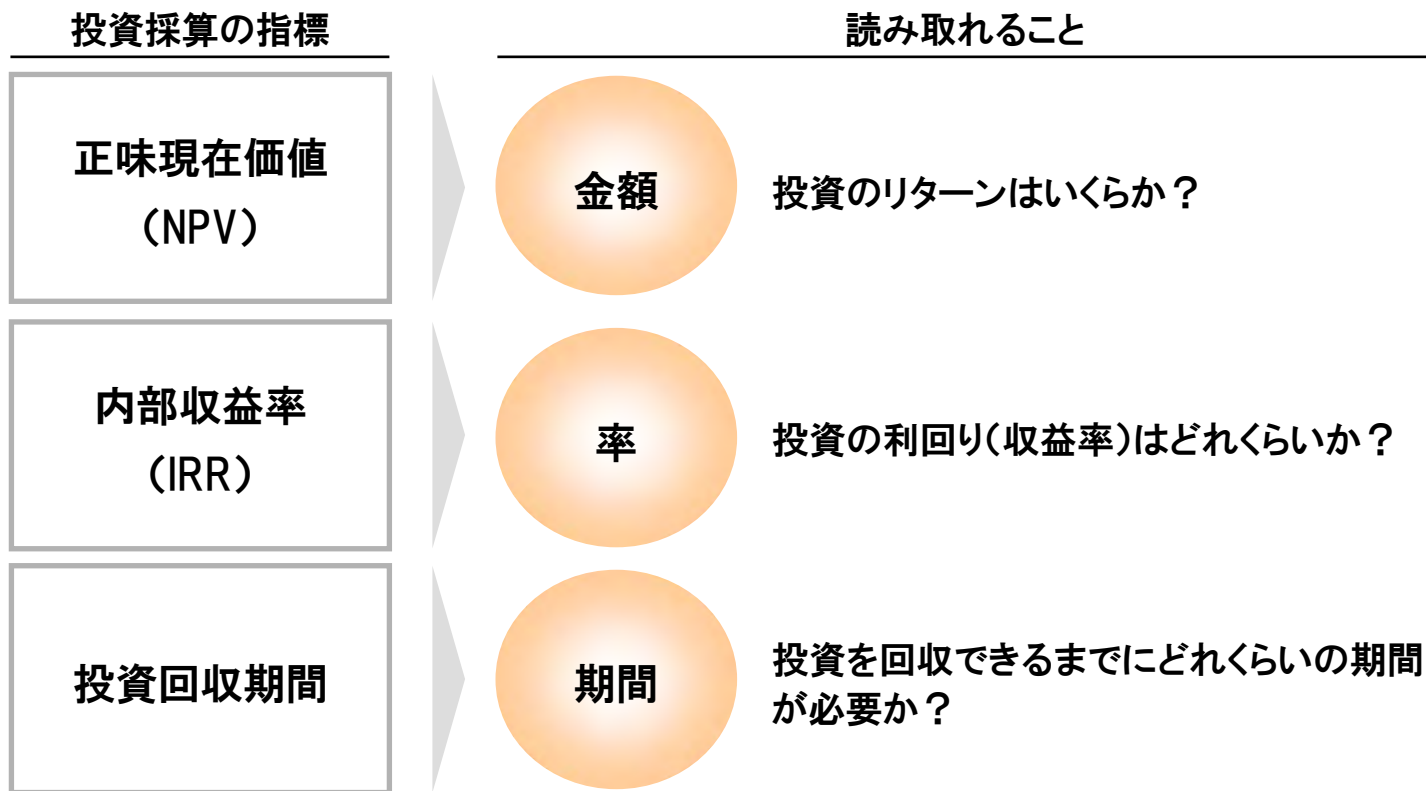 投資採算の指標
読み取れること
正味現在価値
（NPV）
金額
投資のリターンはいくらか？
内部収益率
（IRR）
率
投資の利回り（収益率）はどれくらいか？
投資回収期間
期間
投資を回収できるまでにどれくらいの期間
が必要か？